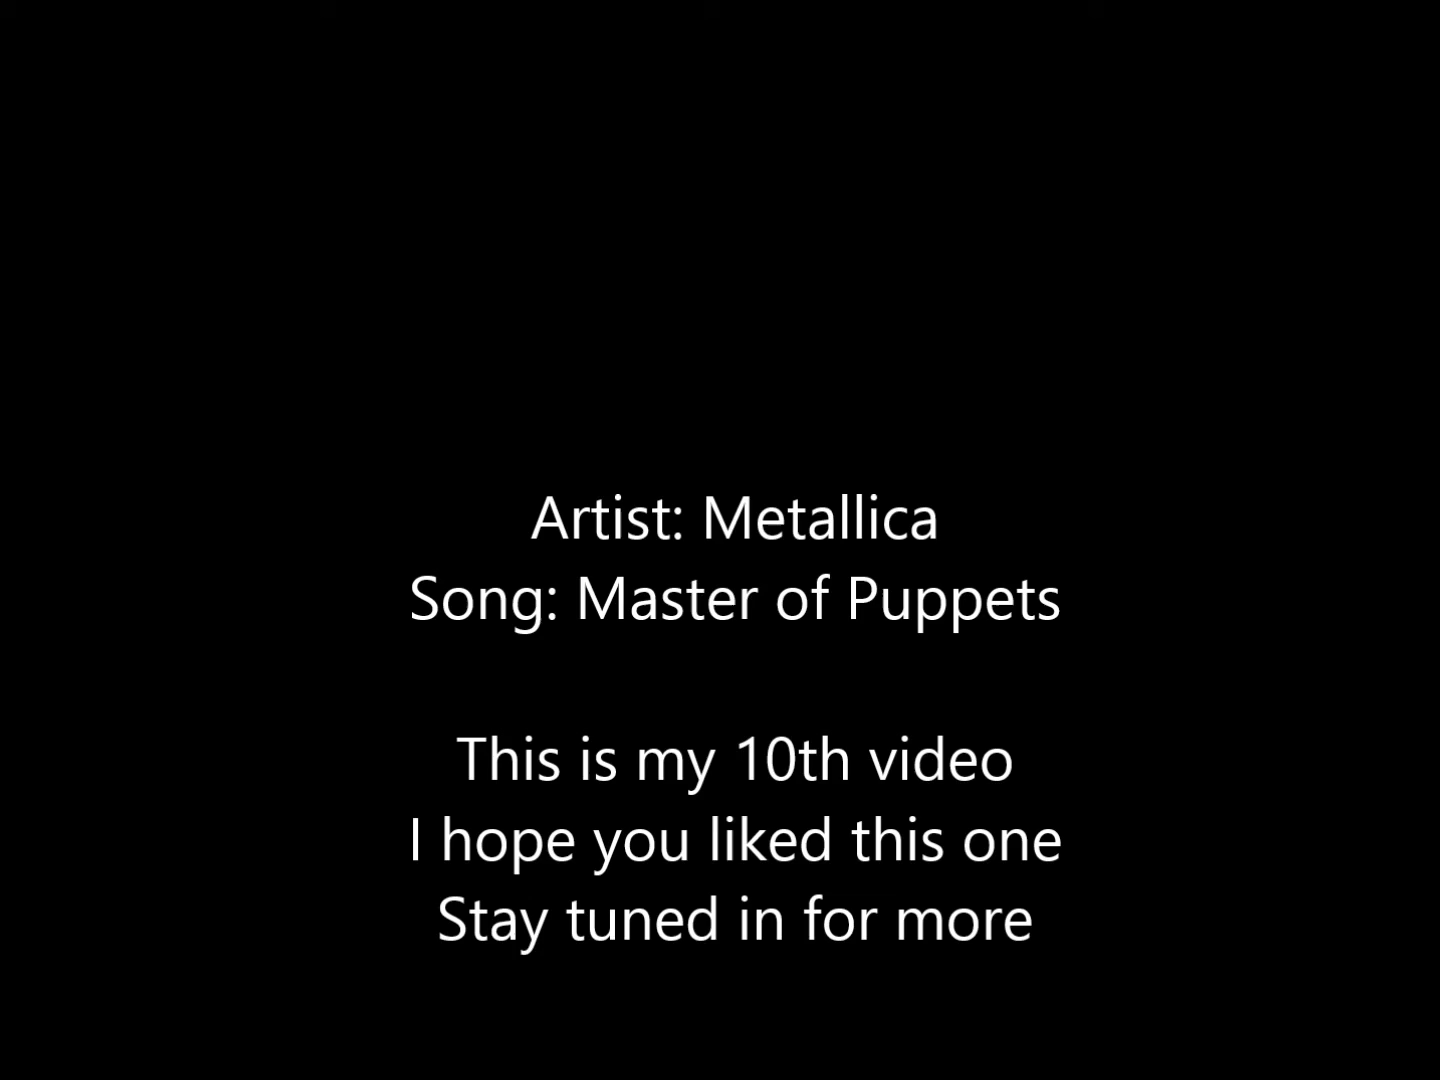 Artist: Metallica
Song: Master of Puppets
This is my 10th video
I hope you liked this one
Stay tuned in for more